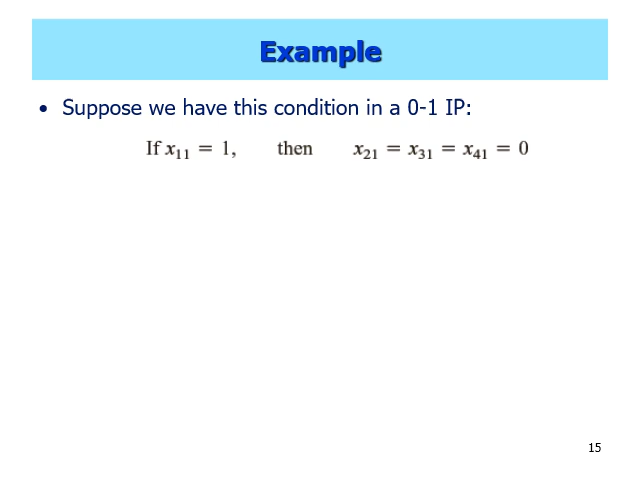 Example
• Suppose we have this condition in a 0-1 IP:
If x₁₁ = 1, then x₂₁ = x₃₁ = x₄₁ = 0
15